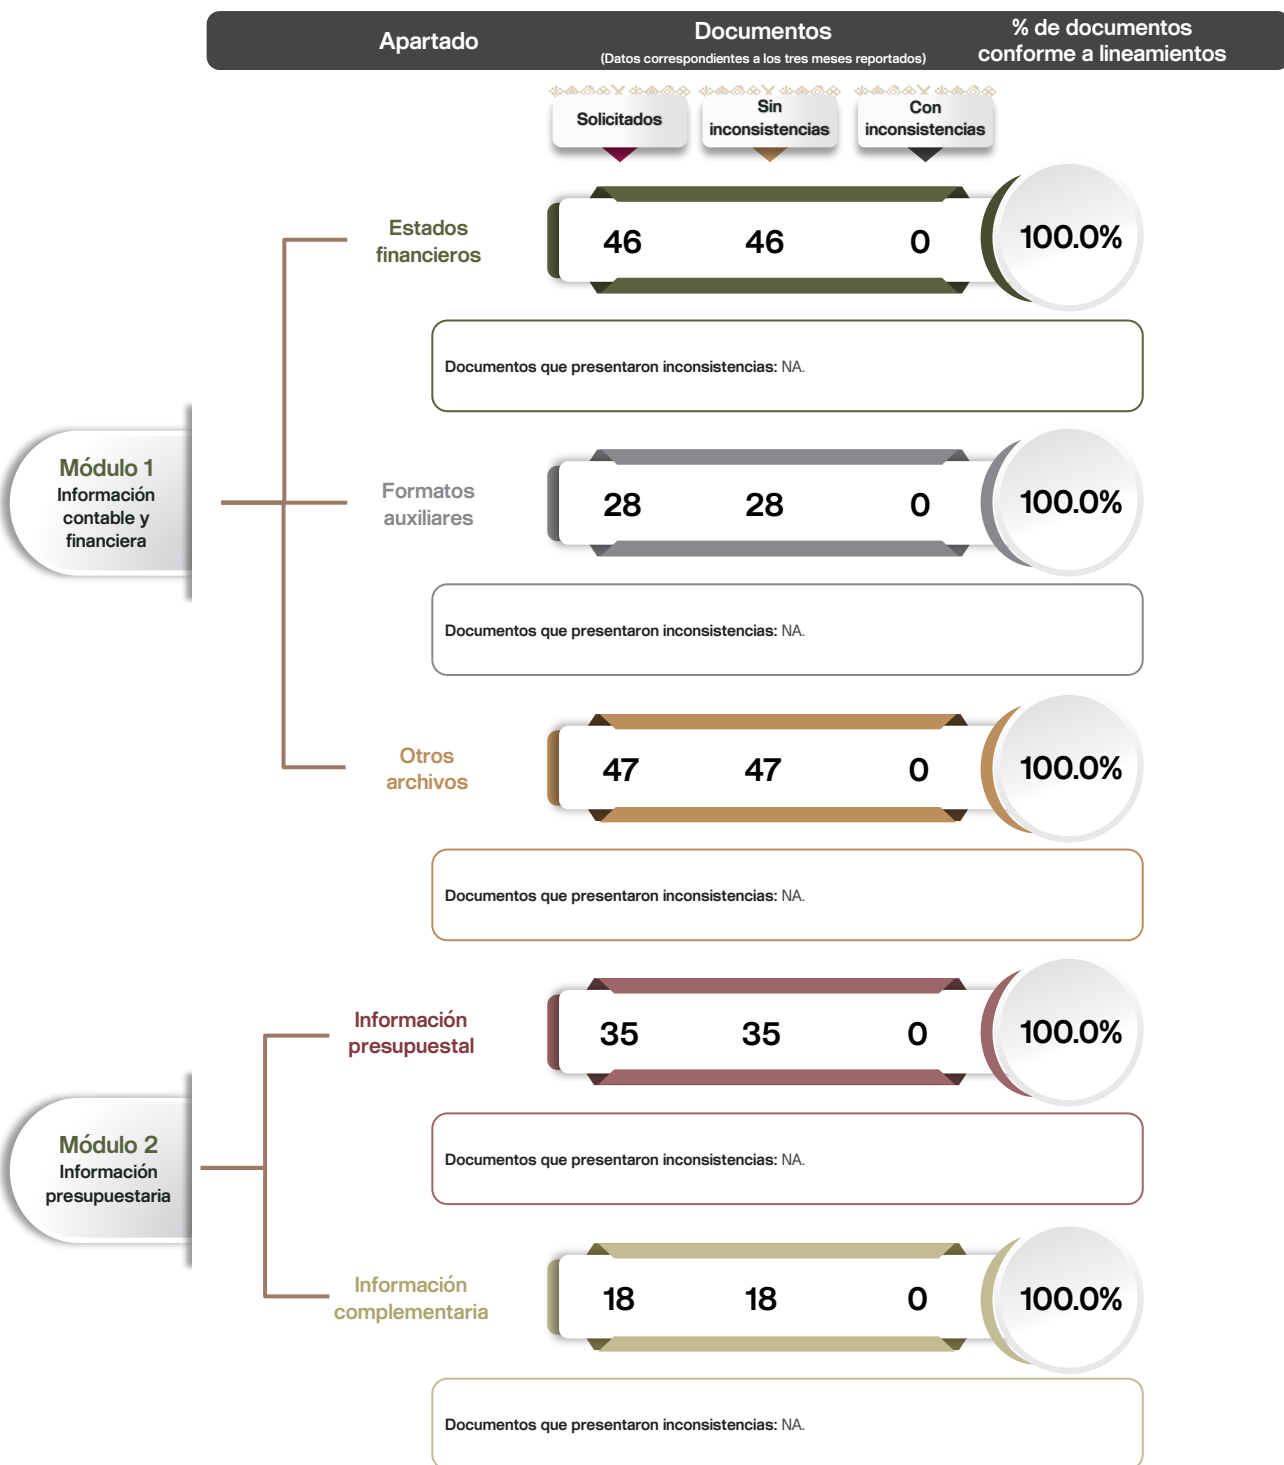 Apartado
Documentos
(Datos correspondientes a los tres meses reportados)
% de documentos
conforme a lineamientos
Solicitados
Sin
inconsistencias
Con
inconsistencias
Módulo 1
Información
contable y
financiera
Estados
financieros
46 46 0 100.0%
Documentos que presentaron inconsistencias: NA.
Formatos
auxiliares
28 28 0 100.0%
Documentos que presentaron inconsistencias: NA.
Otros
archivos
47 47 0 100.0%
Documentos que presentaron inconsistencias: NA.
Módulo 2
Información
presupuestaria
Información
presupuestal
35 35 0 100.0%
Documentos que presentaron inconsistencias: NA.
Información
complementaria
18 18 0 100.0%
Documentos que presentaron inconsistencias: NA.